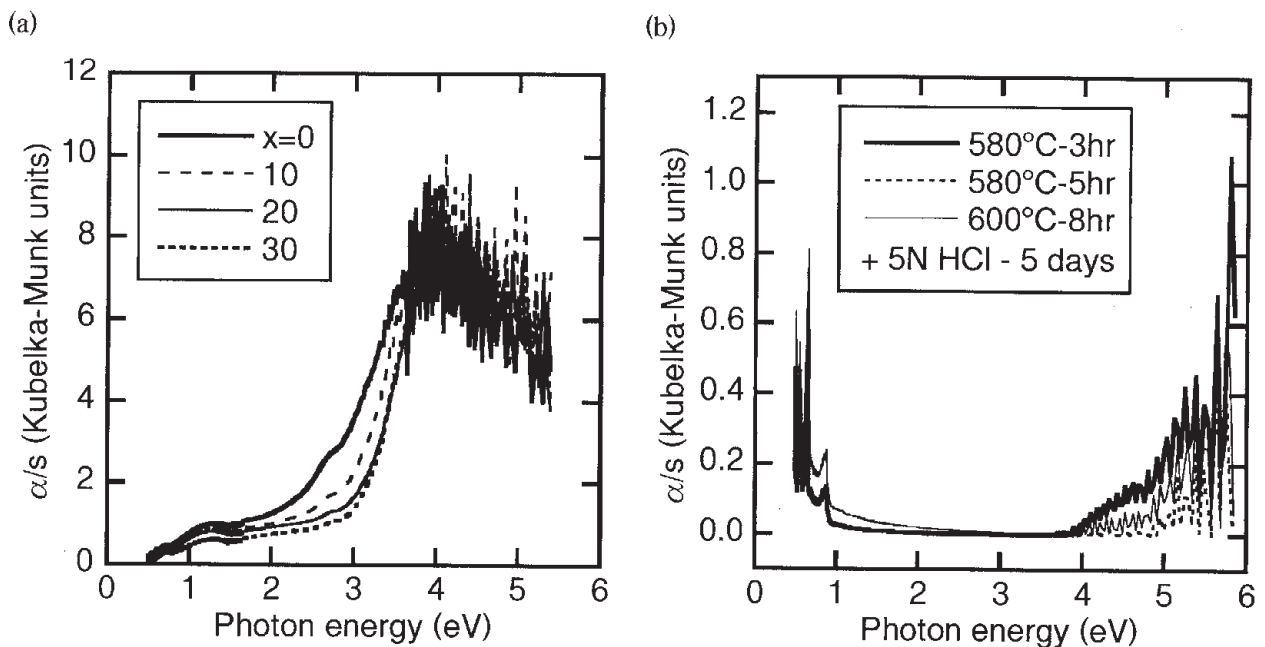 (a)
12
10
8
6
4
2
0
α/s (Kubelka-Munk units)
x=0
10
20
30
0 1 2 3 4 5 6
Photon energy (eV)
(b)
1.2
1.0
0.8
0.6
0.4
0.2
0.0
α/s (Kubelka-Munk units)
580°C-3hr
580°C-5hr
600°C-8hr
+ 5N HCl - 5 days
0 1 2 3 4 5 6
Photon energy (eV)